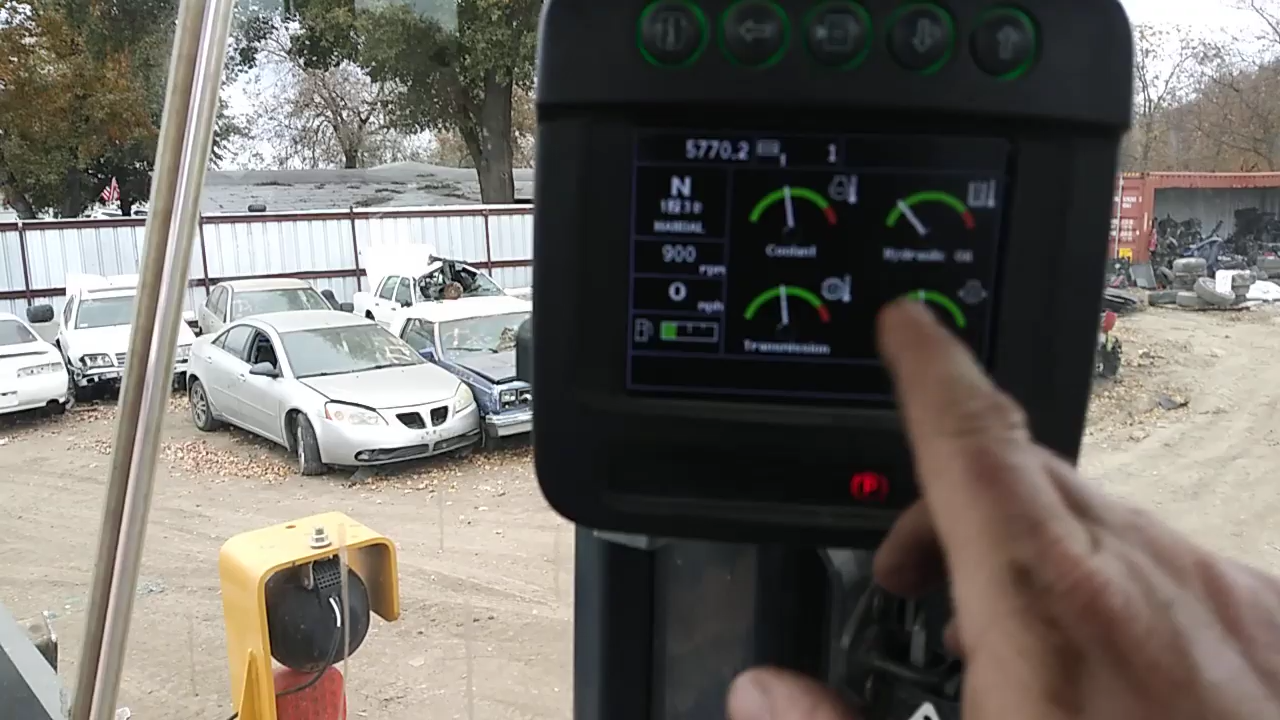 5770.2 1
N
MANUAL
900
rpm
0
mph
Coolant
Hydraulic Oil
Transmission
(P)